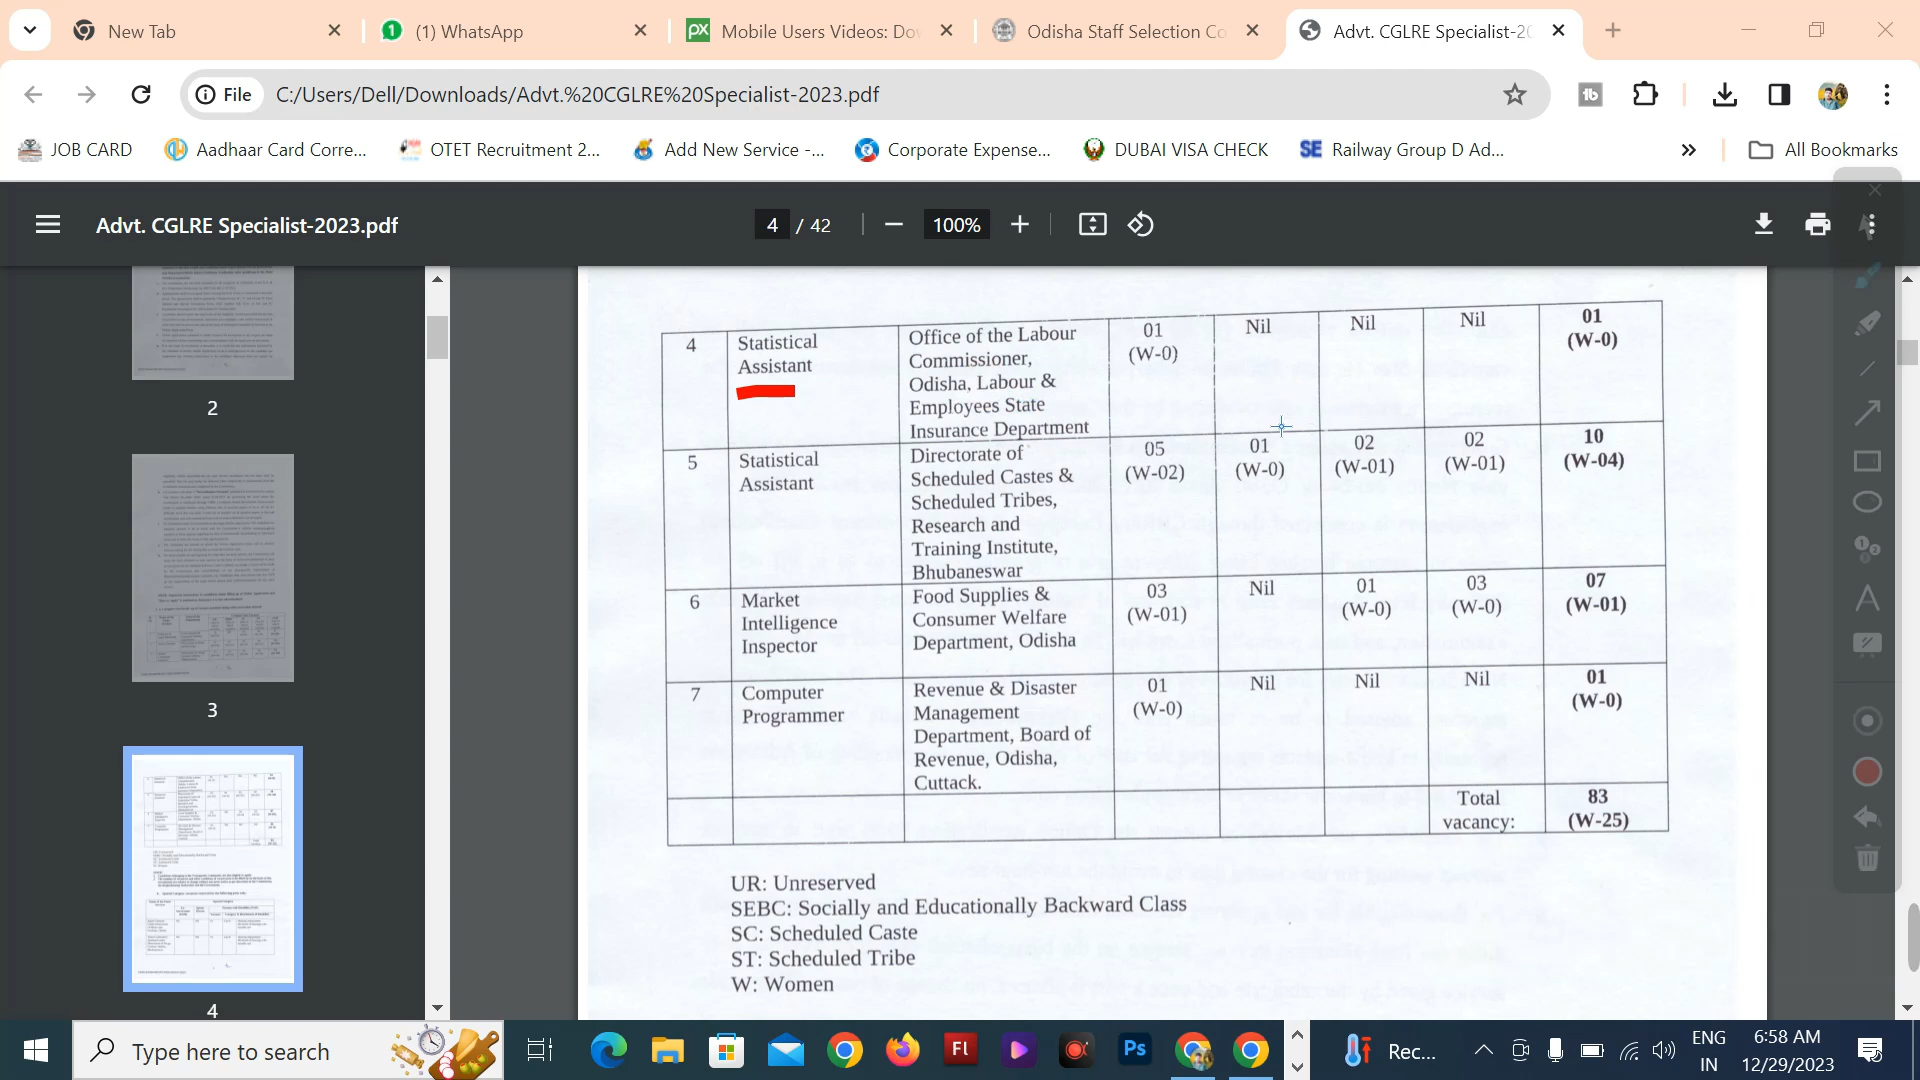 New Tab
(1) WhatsApp
Mobile Users Videos: Do
Odisha Staff Selection Co
Advt. CGLRE Specialist-20
File
C:/Users/Dell/Downloads/Advt.%20CGLRE%20Specialist-2023.pdf
JOB CARD
Aadhaar Card Corre...
OTET Recruitment 2...
Add New Service -...
Corporate Expense...
DUBAI VISA CHECK
SE Railway Group D Ad...
»
All Bookmarks
Advt. CGLRE Specialist-2023.pdf
4 / 42
100%
2
3
4
4 Statistical Assistant Office of the Labour Commissioner, Odisha, Labour & Employees State Insurance Department 01 (W-0) Nil Nil Nil 01 (W-0)
5 Statistical Assistant Directorate of Scheduled Castes & Scheduled Tribes, Research and Training Institute, Bhubaneswar 05 (W-02) 01 (W-0) 02 (W-01) 02 (W-01) 10 (W-04)
6 Market Intelligence Inspector Food Supplies & Consumer Welfare Department, Odisha 03 (W-01) Nil 01 (W-0) 03 (W-0) 07 (W-01)
7 Computer Programmer Revenue & Disaster Management Department, Board of Revenue, Odisha, Cuttack. 01 (W-0) Nil Nil Nil 01 (W-0)
Total vacancy: 83 (W-25)
UR: Unreserved
SEBC: Socially and Educationally Backward Class
SC: Scheduled Caste
ST: Scheduled Tribe
W: Women
Type here to search
Fl
Ps
Rec...
ENG
IN
6:58 AM
12/29/2023